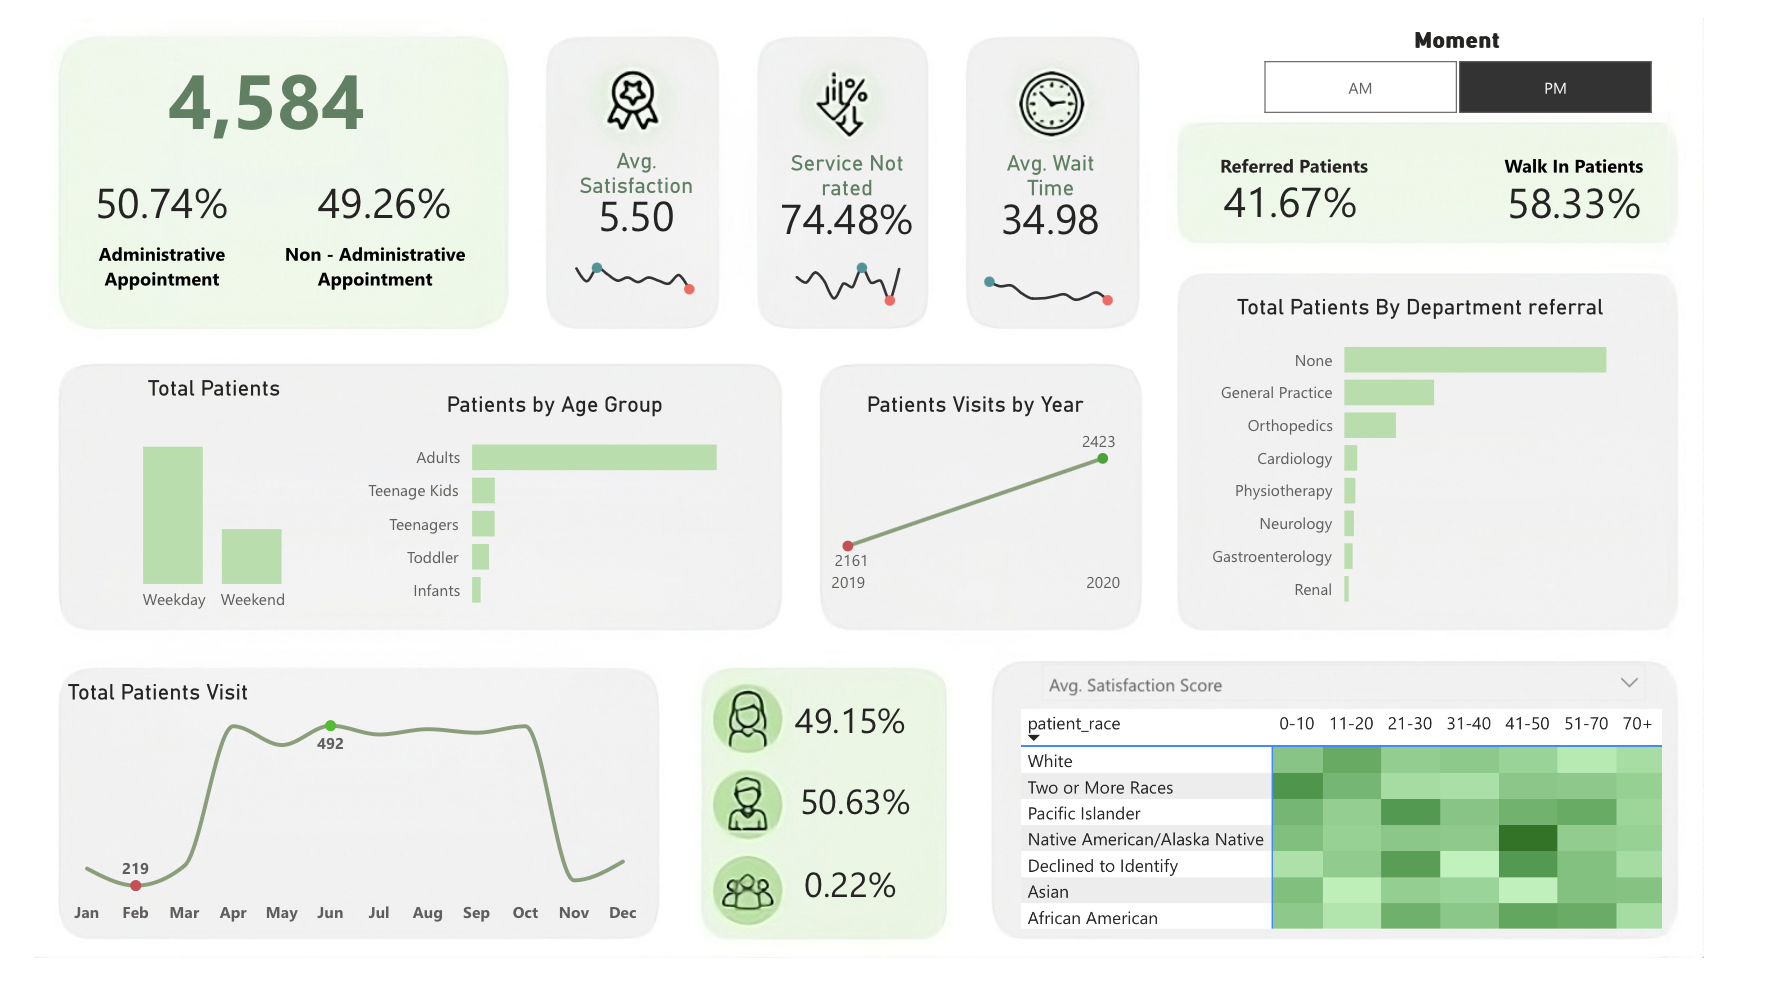 4,584
50.74%
49.26%
Administrative
Appointment
Non - Administrative
Appointment
Avg.
Satisfaction
5.50
%
Service Not
rated
74.48%
Avg. Wait
Time
34.98
Moment
AM
PM
Referred Patients
41.67%
Walk In Patients
58.33%
Total Patients
Weekday
Weekend
Patients by Age Group
Adults
Teenage Kids
Teenagers
Toddler
Infants
Patients Visits by Year
2423
2161
2019
2020
Total Patients By Department referral
None
General Practice
Orthopedics
Cardiology
Physiotherapy
Neurology
Gastroenterology
Renal
Total Patients Visit
492
219
Jan Feb Mar Apr May Jun Jul Aug Sep Oct Nov Dec
49.15%
50.63%
0.22%
Avg. Satisfaction Score
patient_race 0-10 11-20 21-30 31-40 41-50 51-70 70+
White
Two or More Races
Pacific Islander
Native American/Alaska Native
Declined to Identify
Asian
African American